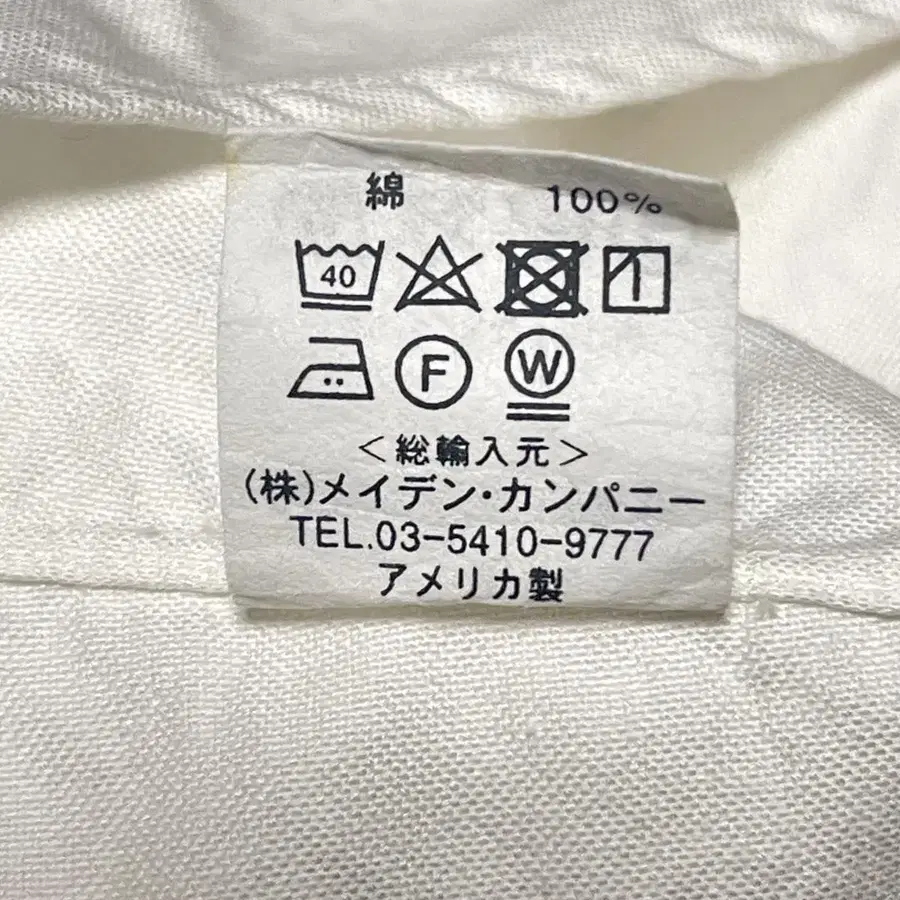 綿 100%
40
F W
<総輸入元>
(株)メイデン・カンパニー
TEL.03-5410-9777
アメリカ製